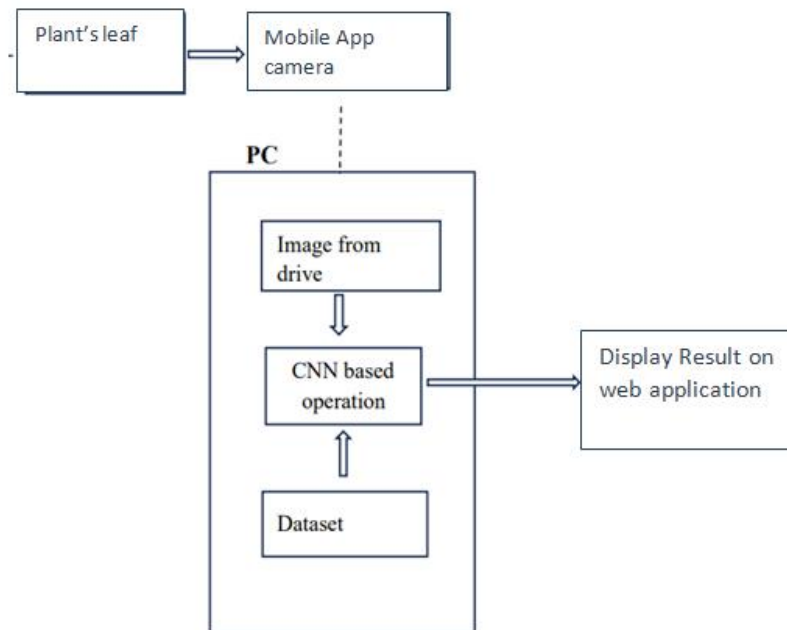 Plant's leaf
Mobile App
camera
PC
Image from
drive
CNN based
operation
Display Result on
web application
Dataset